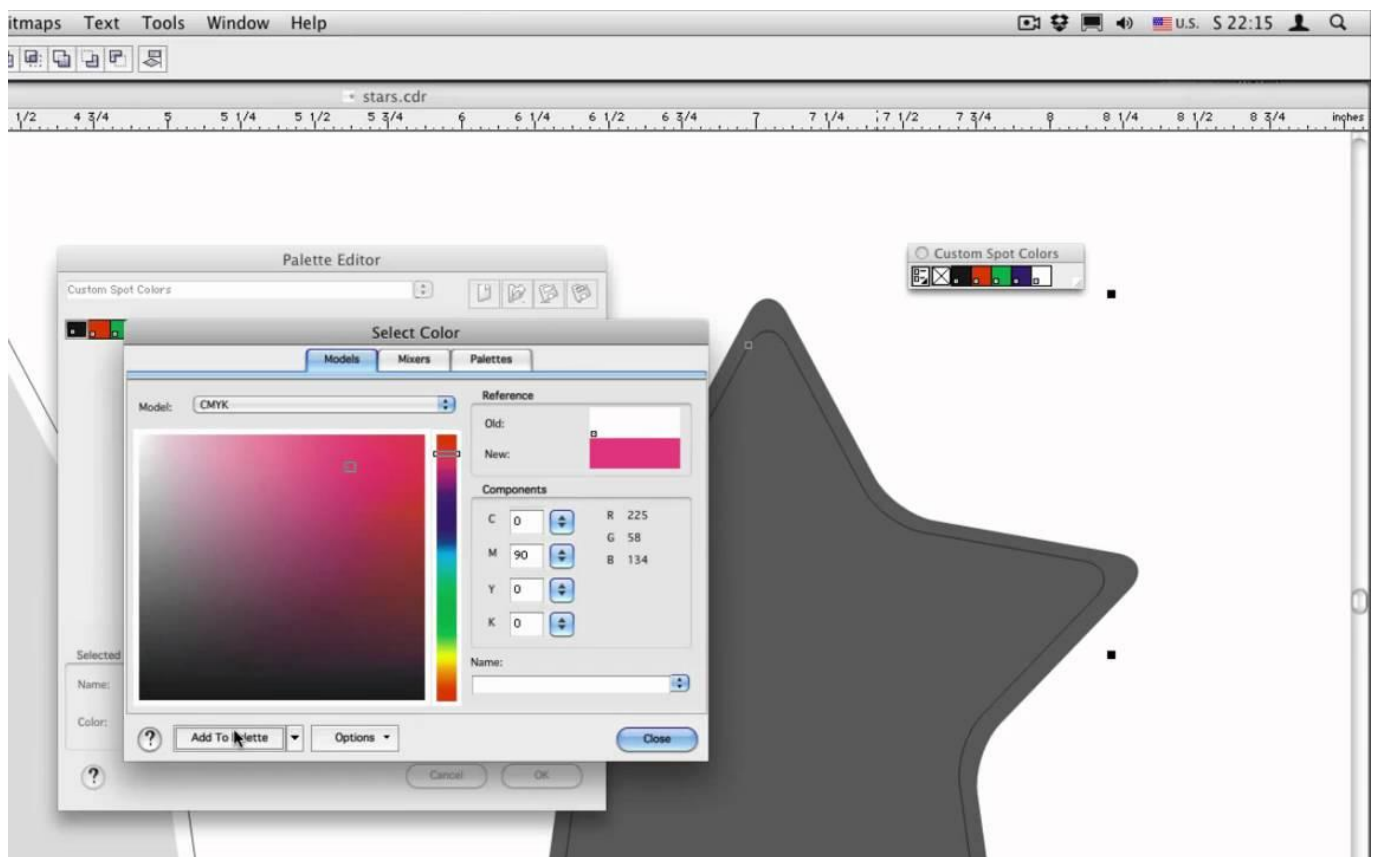 itmaps Text Tools Window Help U.S. S 22:15
stars.cdr
1/2 4 3/4 5 5 1/4 5 1/2 5 3/4 6 6 1/4 6 1/2 6 3/4 7 7 1/4 7 1/2 7 3/4 8 8 1/4 8 1/2 8 3/4 inches
Custom Spot Colors
Palette Editor
Custom Spot Colors
Select Color
Models Mixers Palettes
Model: CMYK
Reference
Old:
New:
Components
C 0 R 225
G 58
M 90
B 134
Y 0
K 0
Selected
Name:
Name:
Color:
? Add To Options Close
? Cancel OK